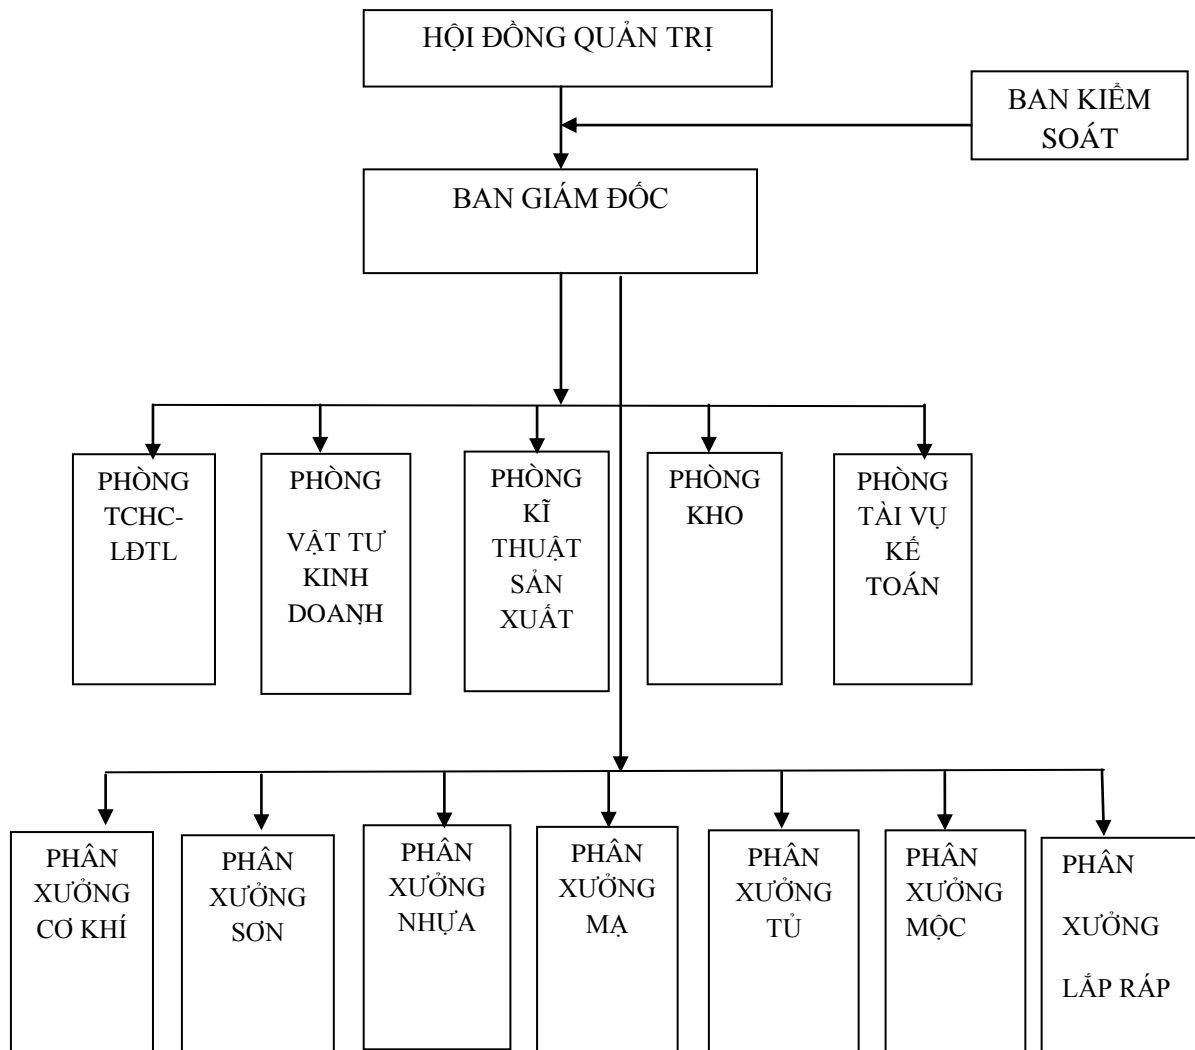 HỘI ĐỒNG QUẢN TRỊ
BAN KIỂM
SOÁT
BAN GIÁM ĐỐC
PHÒNG
TCHC-
LĐTL
PHÒNG
VẬT TƯ
KINH
DOANH
PHÒNG
KĨ
THUẬT
SẢN
XUẤT
PHÒNG
KHO
PHÒNG
TÀI VỤ
KẾ
TOÁN
PHÂN
XƯỞNG
CƠ KHÍ
PHÂN
XƯỞNG
SƠN
PHÂN
XƯỞNG
NHỰA
PHÂN
XƯỞNG
MẠ
PHÂN
XƯỞNG
TỦ
PHÂN
XƯỞNG
MỘC
PHÂN
XƯỞNG
LẮP RÁP